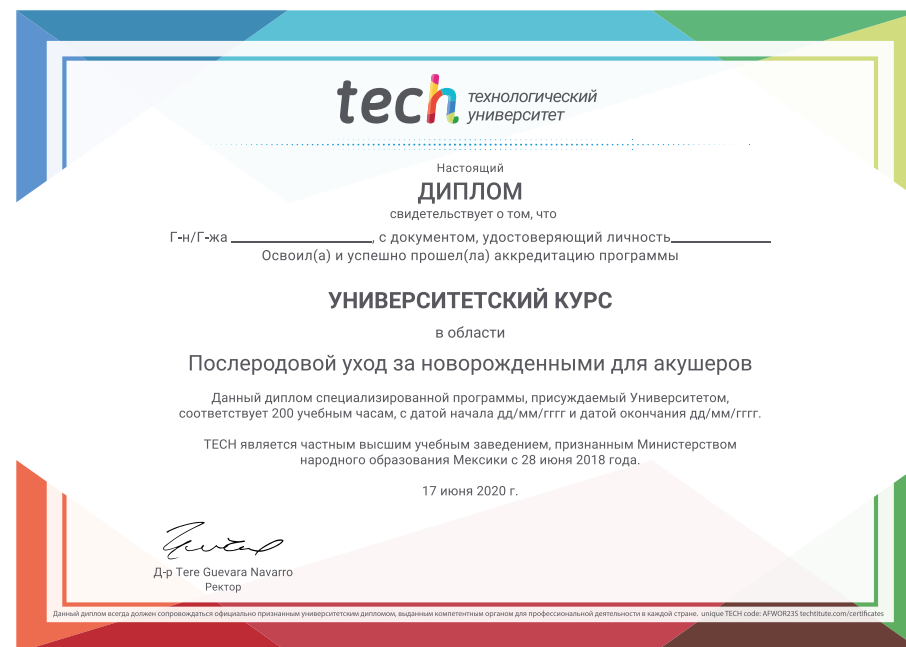 tech технологический
университет
Настоящий
ДИПЛОМ
свидетельствует о том, что
Г-н/Г-жа ____________________, с документом, удостоверяющий личность______________
Освоил(а) и успешно прошел(ла) аккредитацию программы
УНИВЕРСИТЕТСКИЙ КУРС
в области
Послеродовой уход за новорожденными для акушеров
Данный диплом специализированной программы, присуждаемый Университетом,
соответствует 200 учебным часам, с датой начала дд/мм/гггг и датой окончания дд/мм/гггг.
TECH является частным высшим учебным заведением, признанным Министерством
народного образования Мексики с 28 июня 2018 года.
17 июня 2020 г.
Д-р Tere Guevara Navarro
Ректор
Данный диплом всегда должен сопровождаться официально признанным университетским дипломом, выданным компетентным органом для профессиональной деятельности в каждой стране. unique TECH code: AFWOR23S techtitute.com/certificates